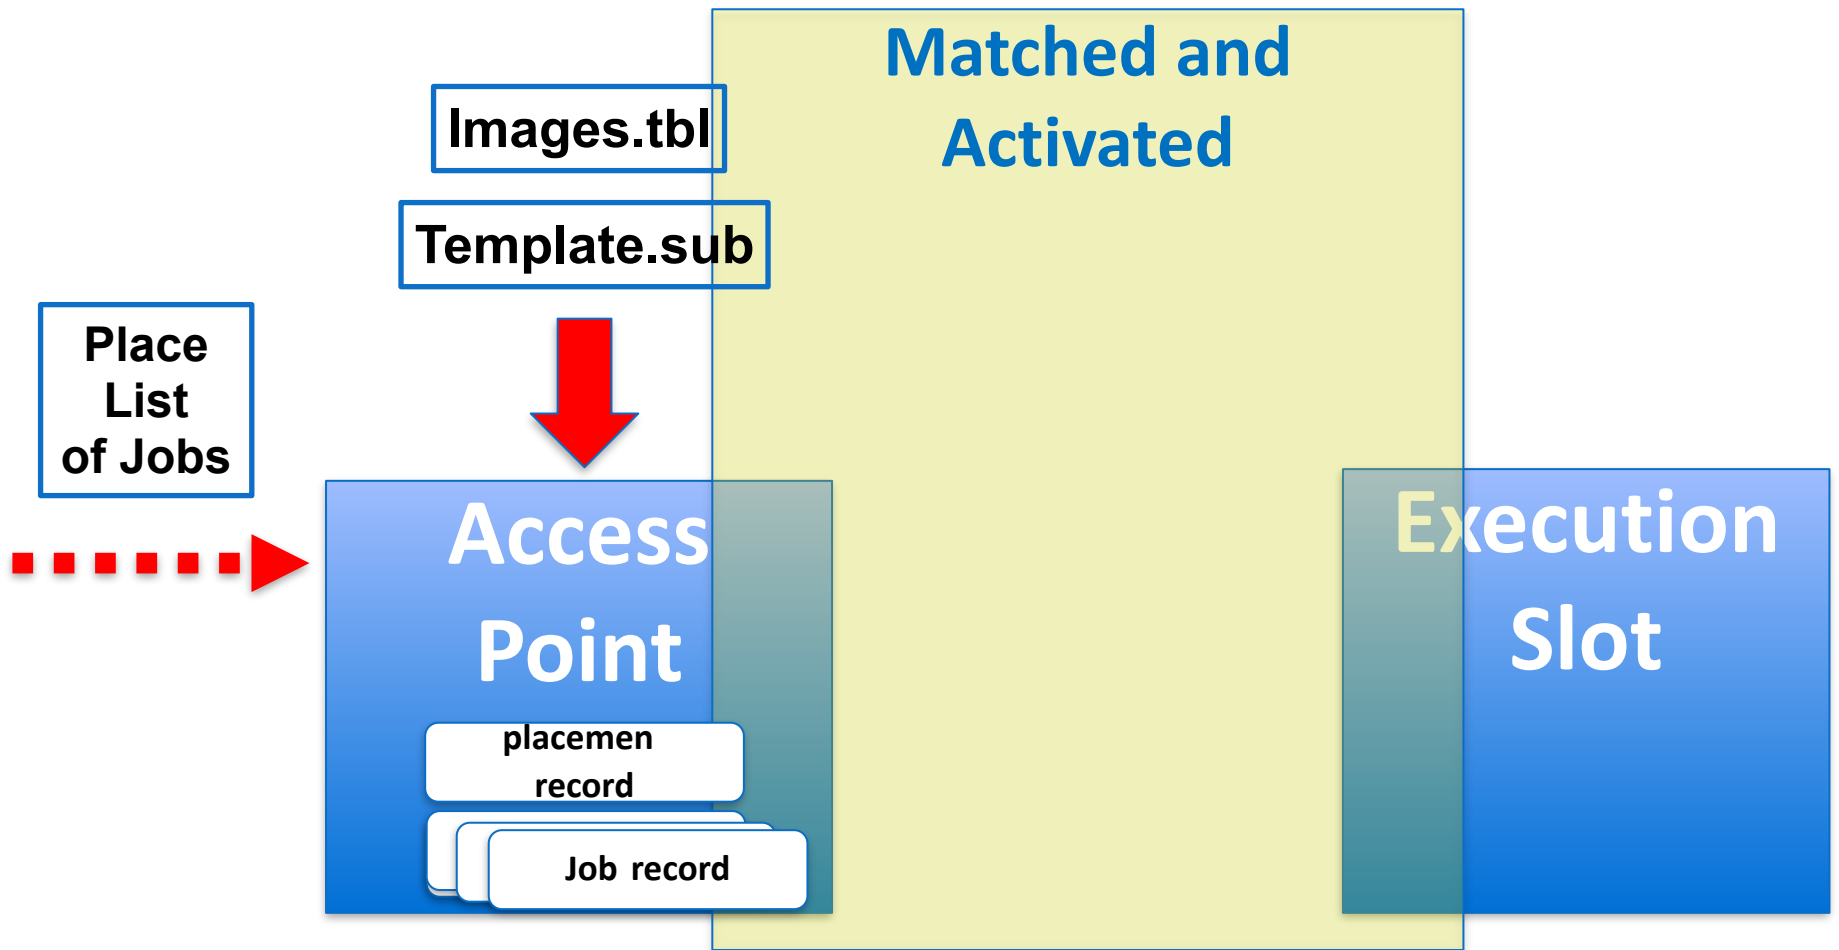 Matched and
Activated
Images.tbl
Template.sub
Place
List
of Jobs
Access
Point
placemen
record
Job record
Execution
Slot